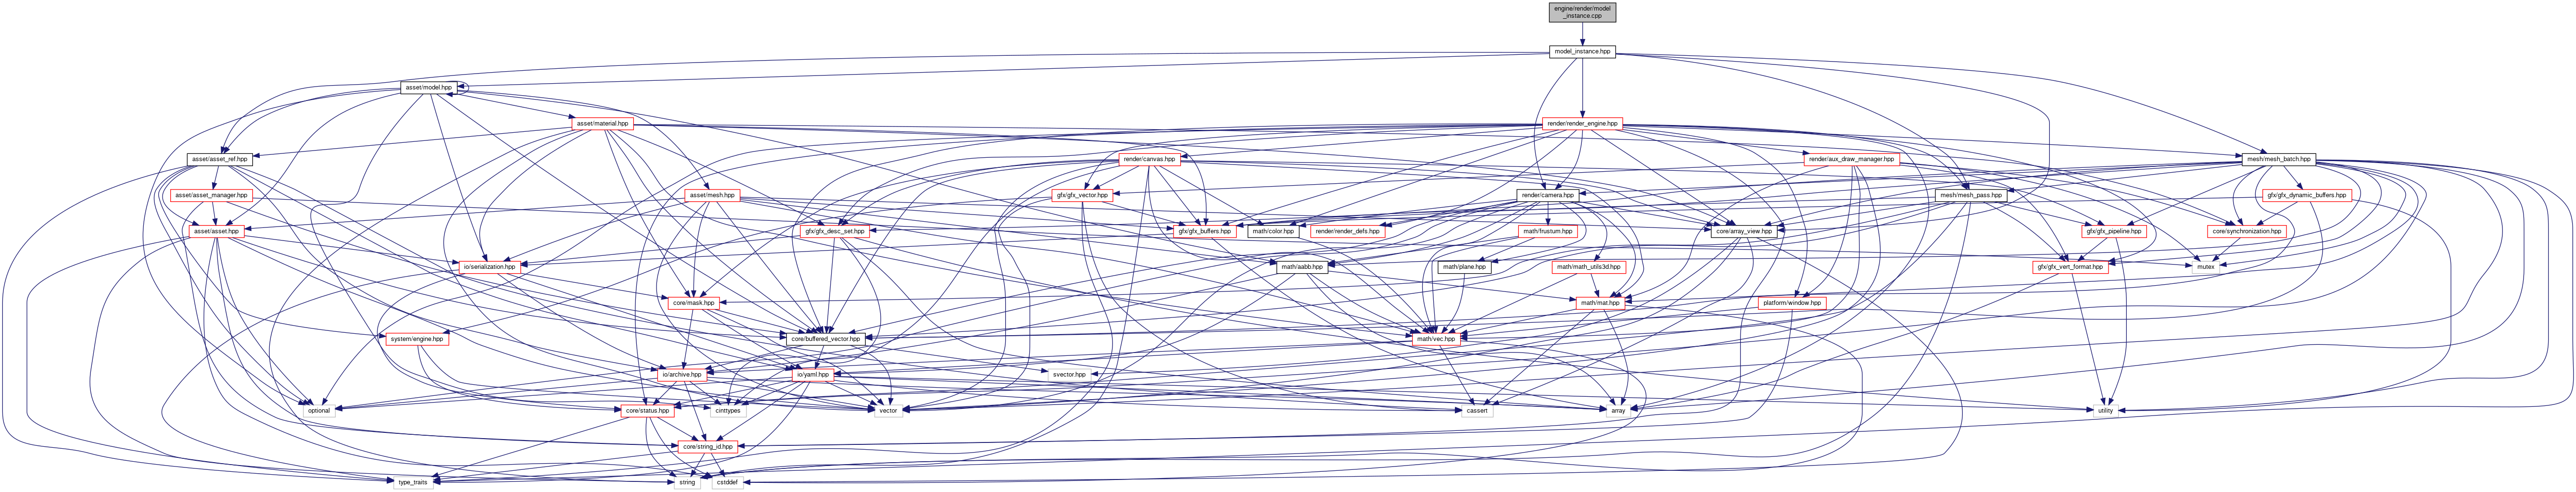 engine/render/model
_instance.cpp
model_instance.hpp
asset/model.hpp
asset/material.hpp
render/render_engine.hpp
asset/asset_ref.hpp
render/canvas.hpp
render/aux_draw_manager.hpp
mesh/mesh_batch.hpp
asset/asset_manager.hpp
asset/mesh.hpp
gfx/gfx_vector.hpp
render/camera.hpp
mesh/mesh_pass.hpp
gfx/gfx_dynamic_buffers.hpp
asset/asset.hpp
gfx/gfx_desc_set.hpp
gfx/gfx_buffers.hpp
math/color.hpp
render/render_defs.hpp
math/frustum.hpp
core/array_view.hpp
gfx/gfx_pipeline.hpp
core/synchronization.hpp
io/serialization.hpp
math/aabb.hpp
math/plane.hpp
math/math_utils3d.hpp
gfx/gfx_vert_format.hpp
mutex
core/mask.hpp
math/mat.hpp
platform/window.hpp
system/engine.hpp
core/buffered_vector.hpp
math/vec.hpp
io/archive.hpp
io/yaml.hpp
svector.hpp
optional
core/status.hpp
cinttypes
vector
cassert
array
utility
core/string_id.hpp
type_traits
string
cstddef